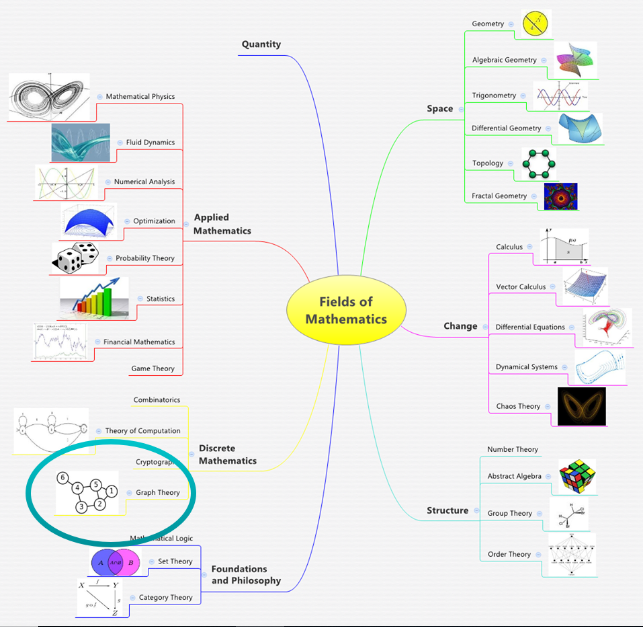 Fields of
Mathematics
Quantity
Space
Geometry
Algebraic Geometry
Trigonometry
Differential Geometry
Topology
Fractal Geometry
Change
Calculus
Vector Calculus
Differential Equations
Dynamical Systems
Chaos Theory
Structure
Number Theory
Abstract Algebra
Group Theory
Order Theory
Applied
Mathematics
Mathematical Physics
Fluid Dynamics
Numerical Analysis
Optimization
Probability Theory
Statistics
Financial Mathematics
Game Theory
Discrete
Mathematics
Combinatorics
Theory of Computation
Graph Theory
6
4
5
1
3
2
Foundations
and Philosophy
Set Theory
A
B
Category Theory
X
Y
Z